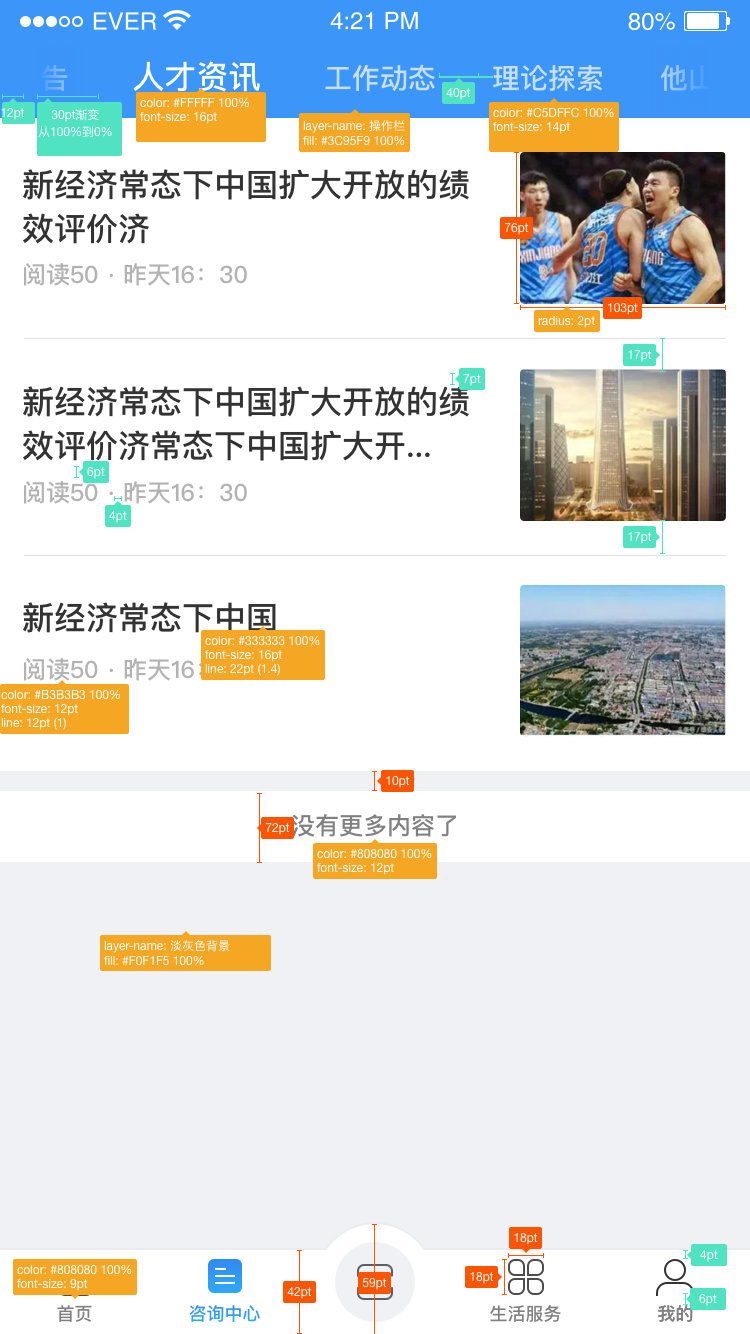 EVER 4:21 PM 80%
告 人才资讯 工作动态 理论探索 他山
40pt
12pt
30pt渐变
从100%到0%
color: #FFFFF 100%
font-size: 16pt
layer-name: 操作栏
fill: #3C95F9 100%
color: #C5DFFC 100%
font-size: 14pt
新经济常态下中国扩大开放的绩
效评价济
阅读50 · 昨天16：30
76pt
XINJIANG
20
103pt
radius: 2pt
17pt
7pt
新经济常态下中国扩大开放的绩
效评价济常态下中国扩大开...
6pt
阅读50 · 昨天16：30
4pt
17pt
新经济常态下中国
color: #333333 100%
font-size: 16pt
line: 22pt (1.4)
阅读50 · 昨天16:
color: #B3B3B3 100%
font-size: 12pt
line: 12pt (1)
10pt
72pt
没有更多内容了
color: #808080 100%
font-size: 12pt
layer-name: 淡灰色背景
fill: #F0F1F5 100%
18pt
18pt
4pt
color: #808080 100%
font-size: 9pt
42pt
59pt
6pt
首页 咨询中心 生活服务 我的